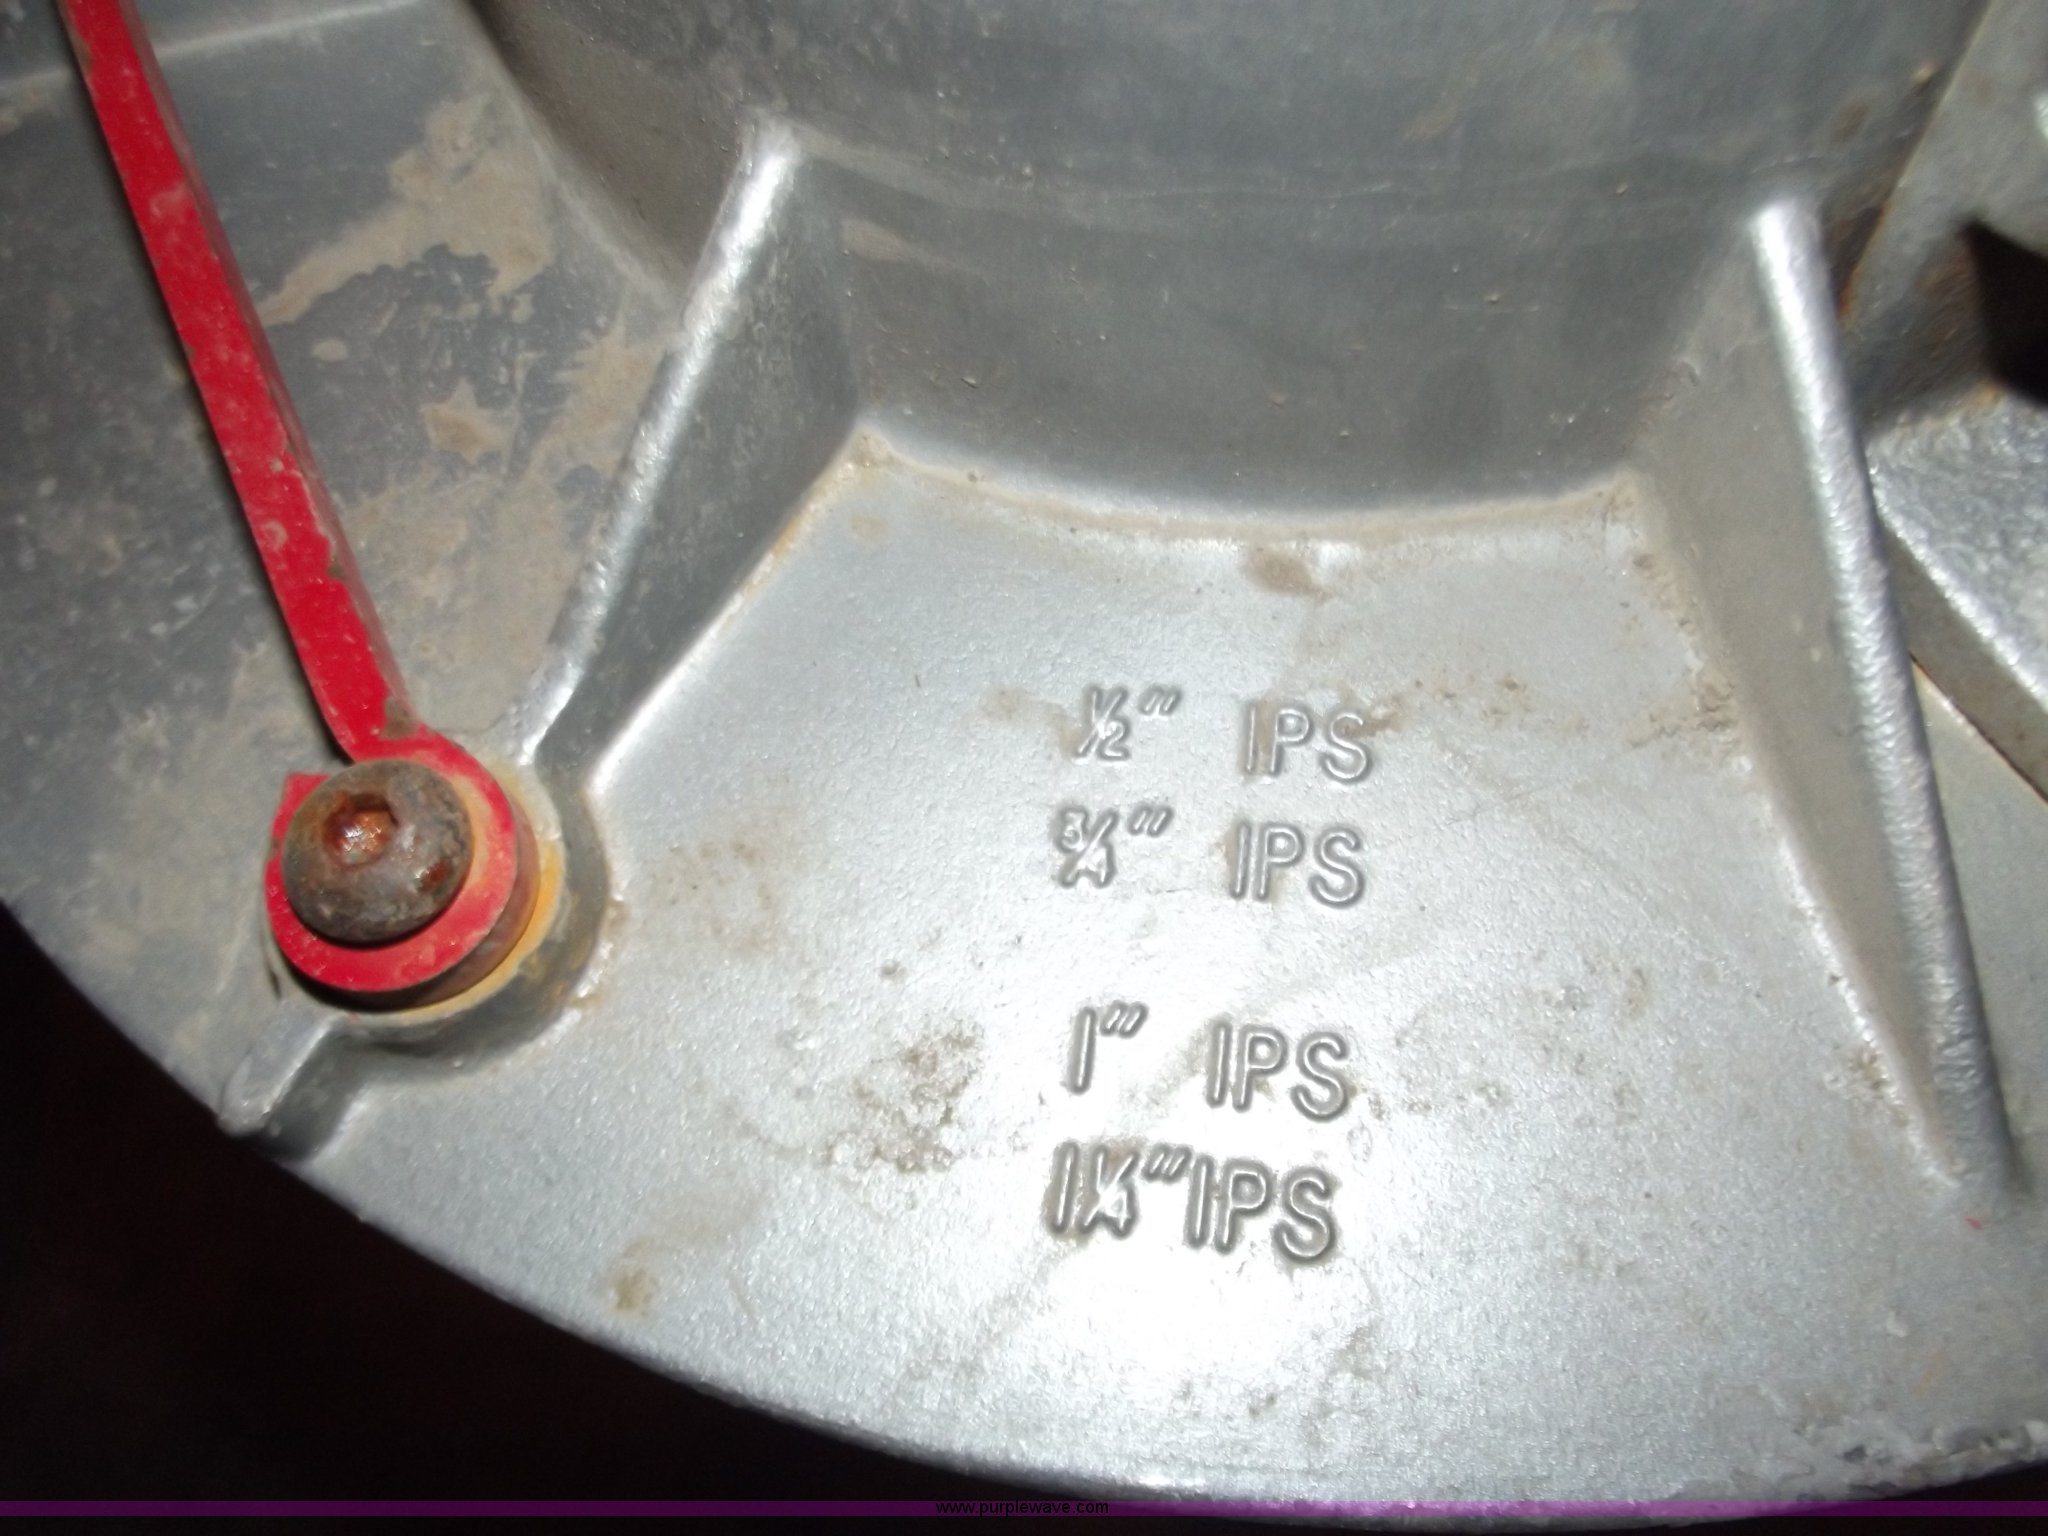 ½" IPS
¾" IPS
1" IPS
1¼" IPS
www.purplewave.com